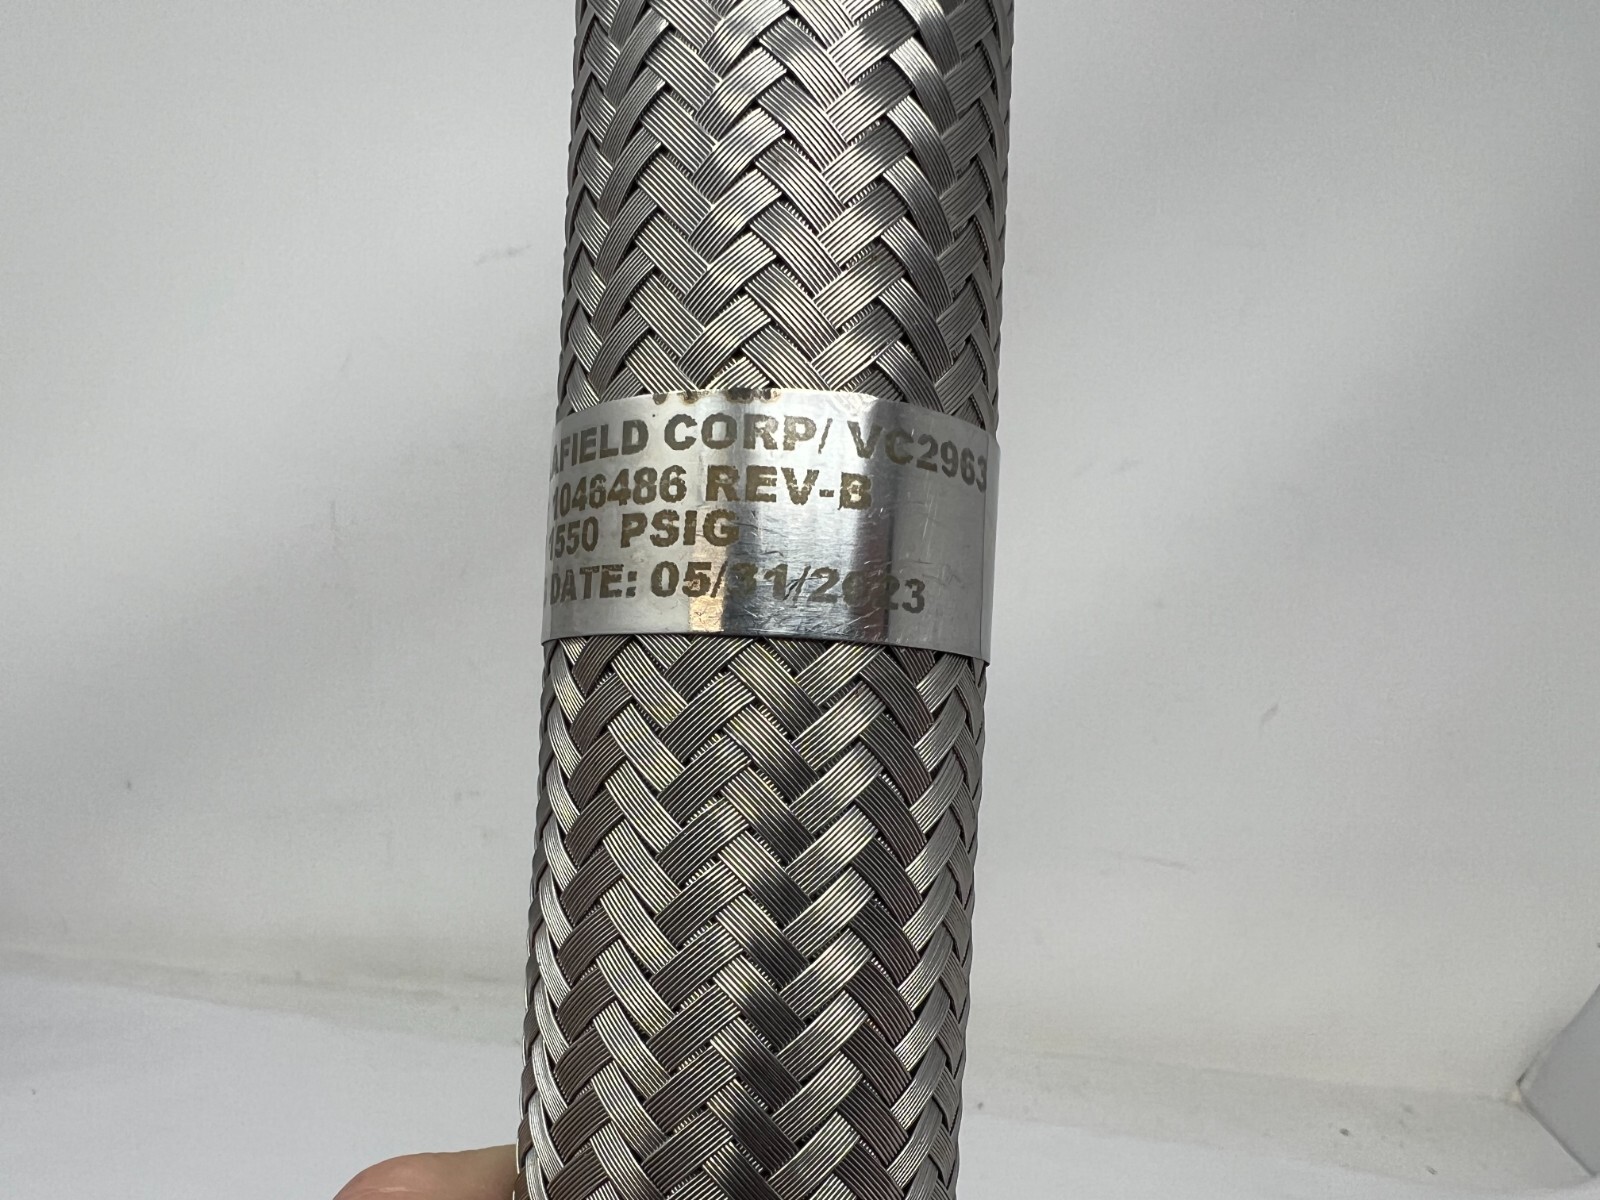 AFIELD CORP/ VC2963
1046486 REV-B
1550 PSIG
DATE: 05/31/2023